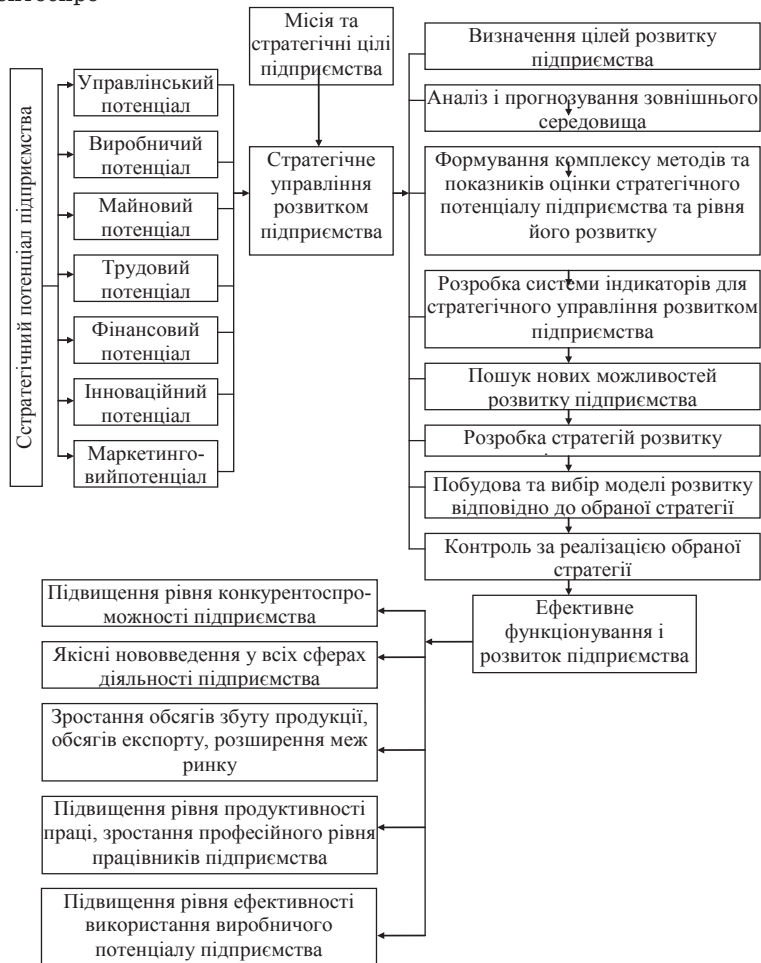 Сстратегічний потенціал підприємства
Управлінський
потенціал
Виробничий
потенціал
Майновий
потенціал
Трудовий
потенціал
Фінансовий
потенціал
Інноваційний
потенціал
Маркетинго-
вийпотенціал
Місія та
стратегічні цілі
підприємства
Стратегічне
управління
розвитком
підприємства
Визначення цілей розвитку
підприємства
Аналіз і прогнозування зовнішнього
середовища
Формування комплексу методів та
показників оцінки стратегічного
потенціалу підприємства та рівня
його розвитку
Розробка системи індикаторів для
стратегічного управління розвитком
підприємства
Пошук нових можливостей
розвитку підприємства
Розробка стратегій розвитку
Побудова та вибір моделі розвитку
відповідно до обраної стратегії
Контроль за реалізацією обраної
стратегії
Ефективне
функціонування і
розвиток підприємства
Підвищення рівня конкурентоспро-
можності підприємства
Якісні нововведення у всіх сферах
діяльності підприємства
Зростання обсягів збуту продукції,
обсягів експорту, розширення меж
ринку
Підвищення рівня продуктивності
праці, зростання професійного рівня
працівників підприємства
Підвищення рівня ефективності
використання виробничого
потенціалу підприємства